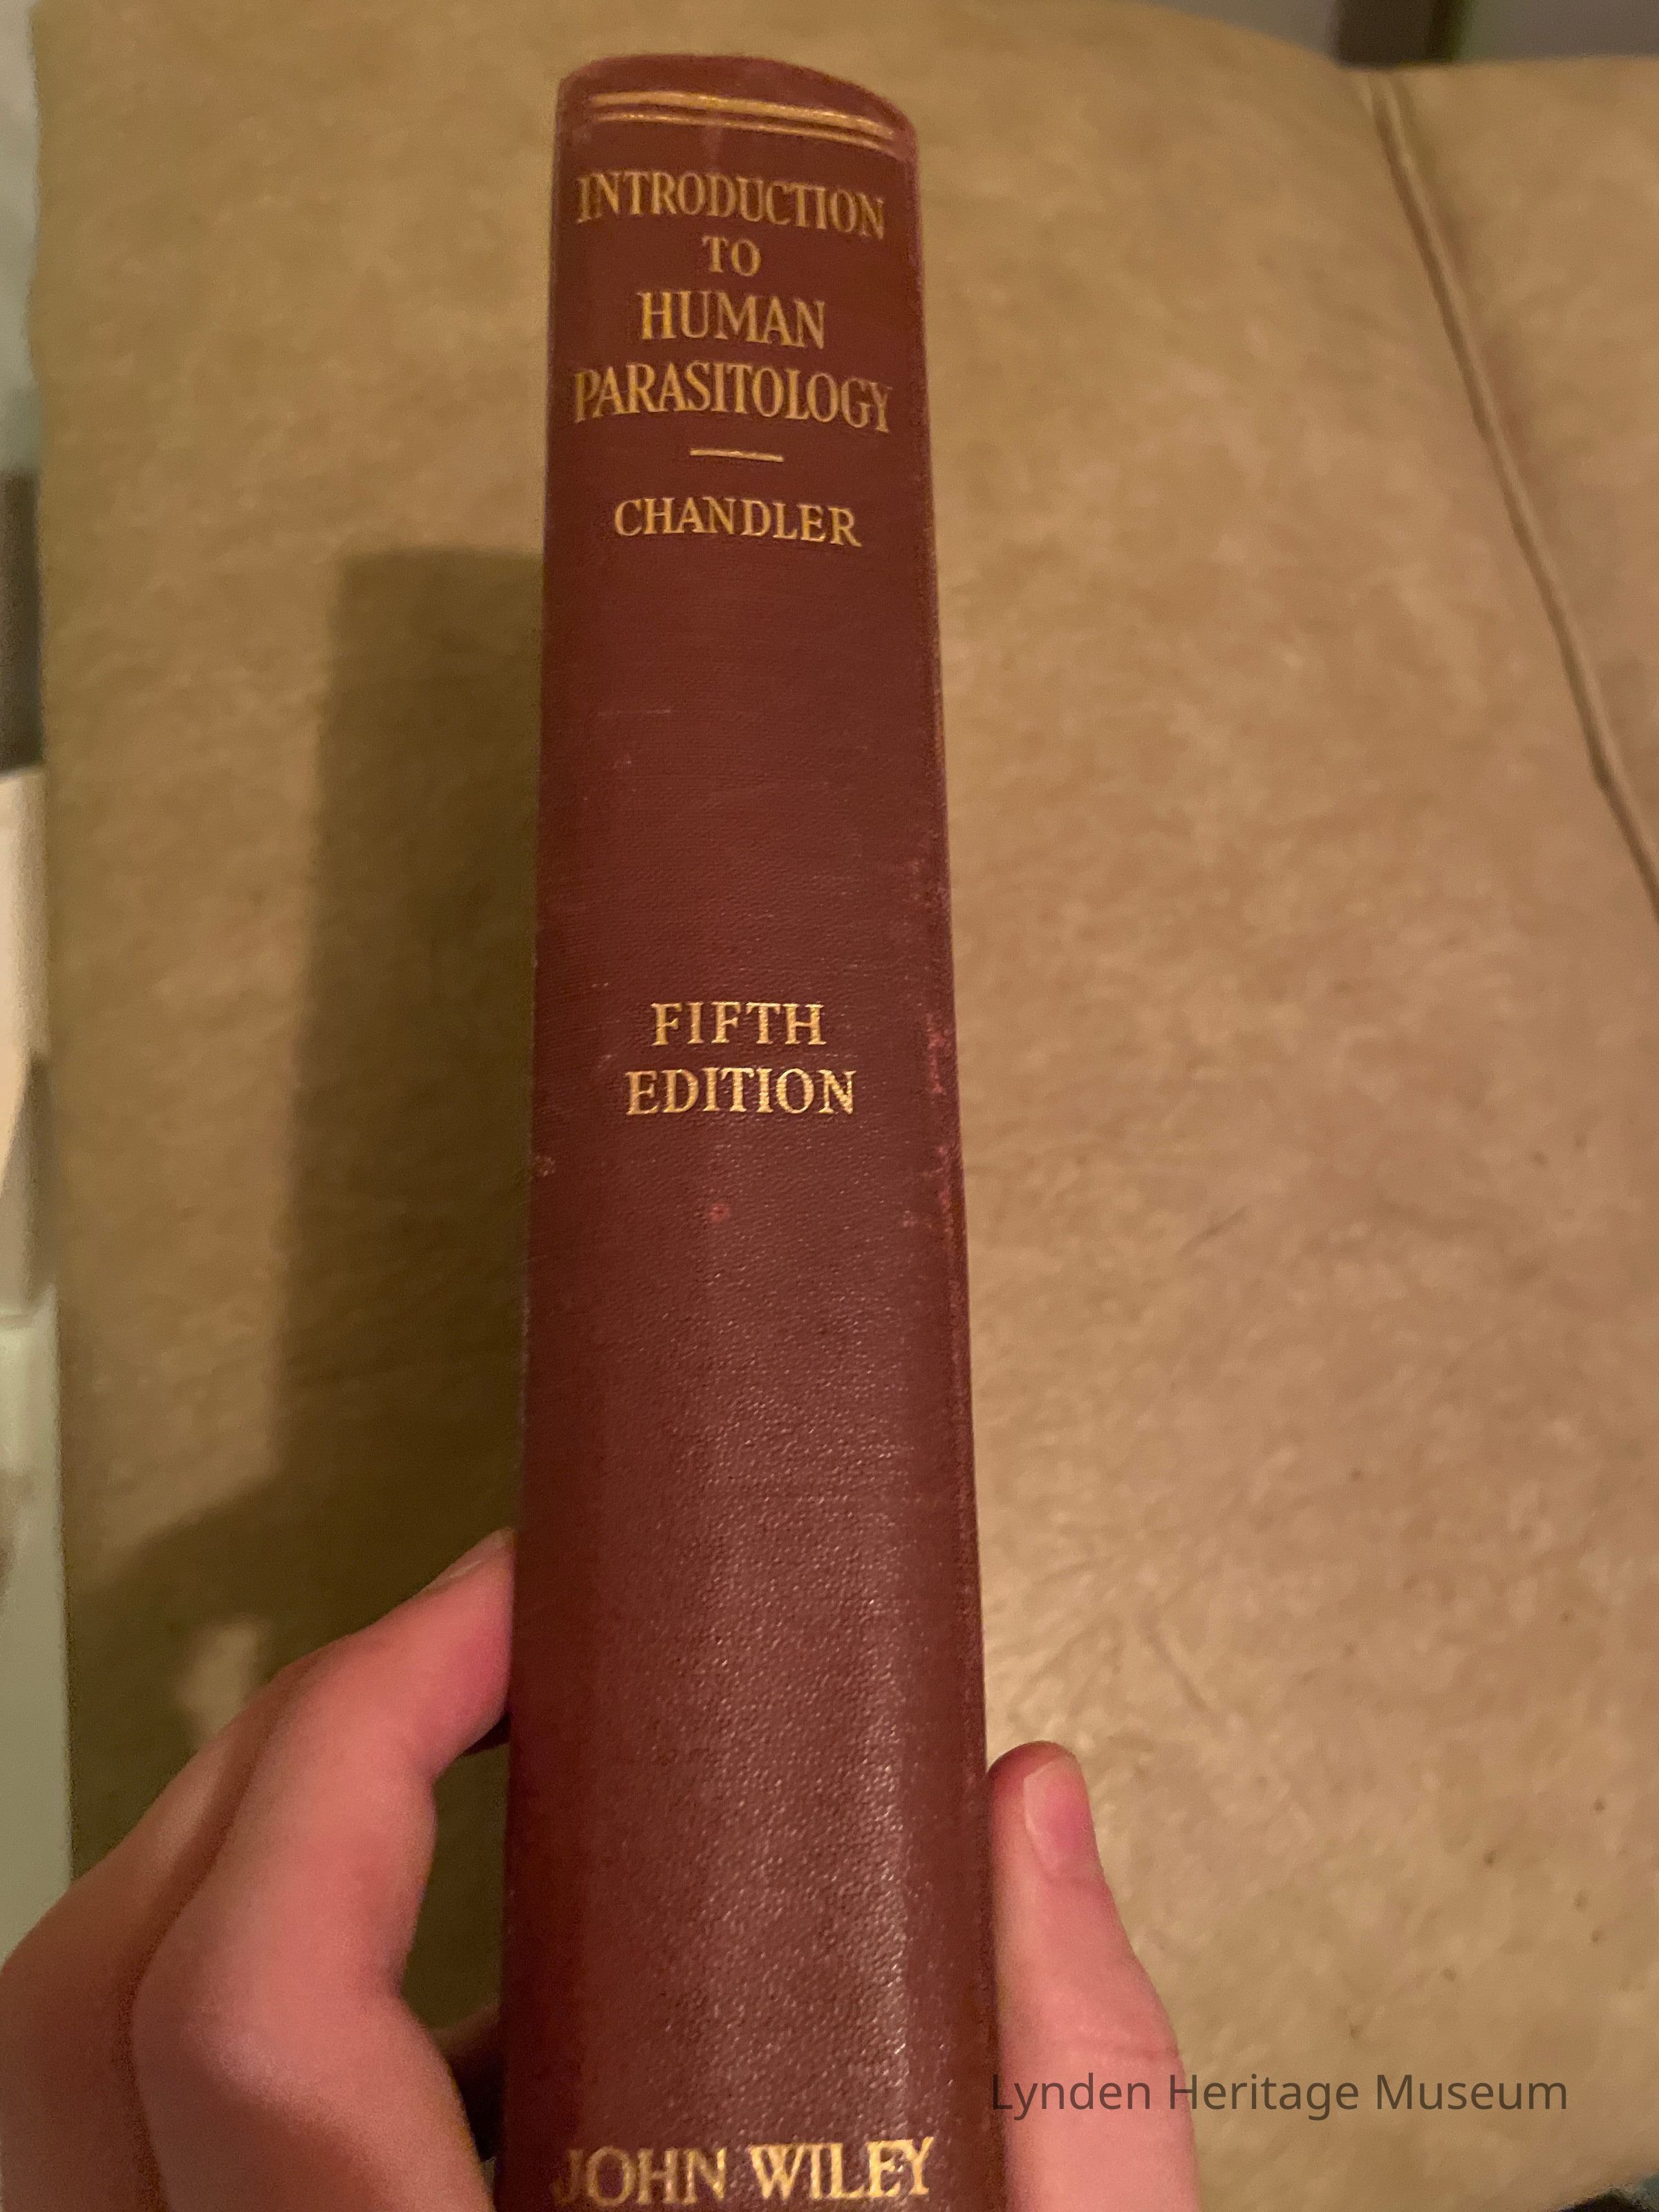 INTRODUCTION
TO
HUMAN
PARASITOLOGY
CHANDLER
FIFTH
EDITION
JOHN WILEY
Lynden Heritage Museum